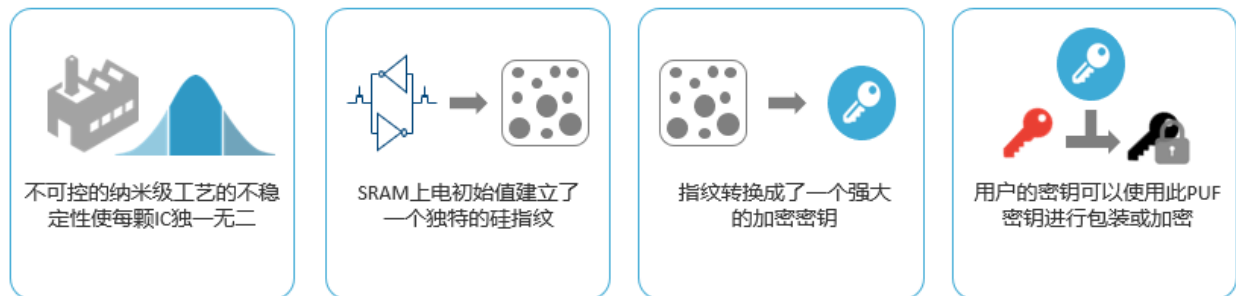 不可控的纳米级工艺的不稳
定性使每颗IC独一无二
SRAM上电初始值建立了
一个独特的硅指纹
指纹转换成了一个强大
的加密密钥
用户的密钥可以使用此PUF
密钥进行包装或加密